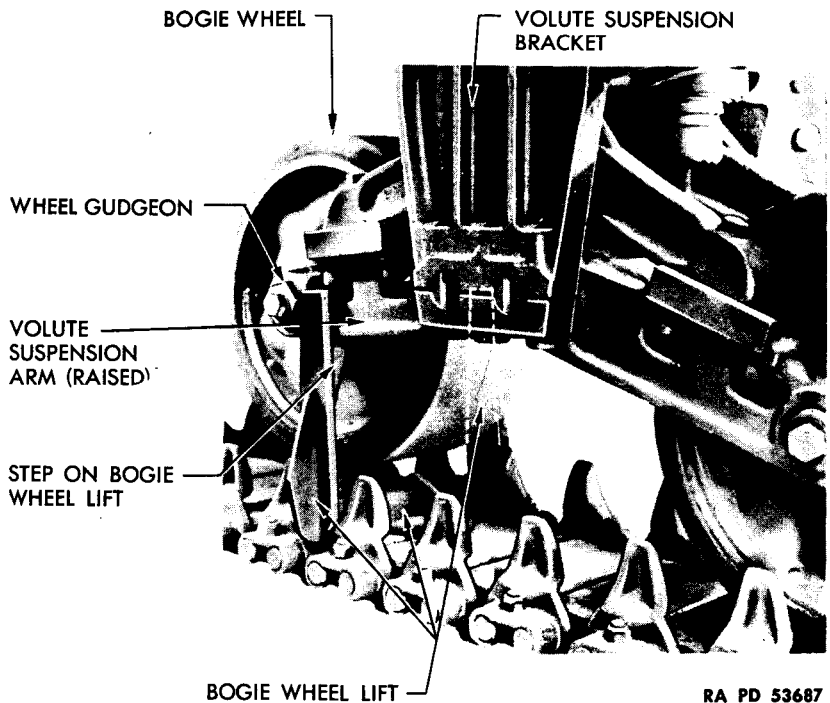 BOGIE WHEEL
VOLUTE SUSPENSION
BRACKET
WHEEL GUDGEON
VOLUTE
SUSPENSION
ARM (RAISED)
STEP ON BOGIE
WHEEL LIFT
BOGIE WHEEL LIFT
RA PD 53687